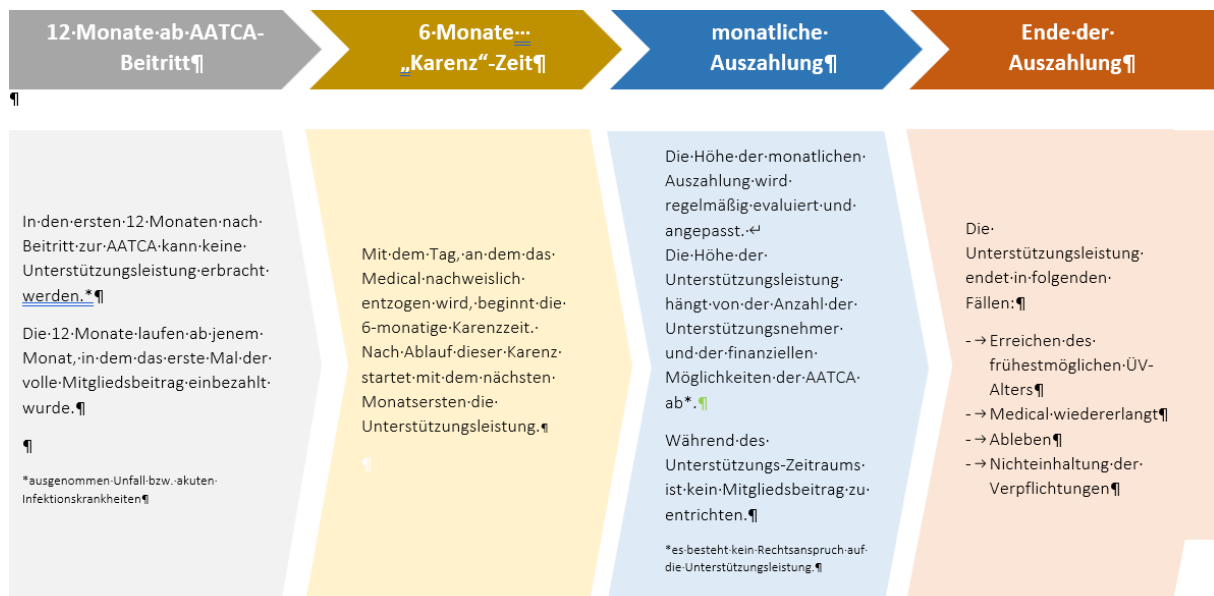 12 Monate ab AATCA-
Beitritt¶
6 Monate
„Karenz“-Zeit¶
monatliche
Auszahlung¶
Ende der
Auszahlung¶
¶
In den ersten 12 Monaten nach
Beitritt zur AATCA kann keine
Unterstützungsleistung erbracht
werden.*¶
Die 12 Monate laufen ab jenem
Monat, in dem das erste Mal der
volle Mitgliedsbeitrag einbezahlt
wurde.¶
¶
*ausgenommen Unfall bzw. akuten
Infektionskrankheiten¶
Mit dem Tag, an dem das
Medical nachweislich
entzogen wird, beginnt die
6-monatige Karenzzeit.
Nach Ablauf dieser Karenz
startet mit dem nächsten
Monatsersten die
Unterstützungsleistung.¶
¶
Die Höhe der monatlichen
Auszahlung wird
regelmäßig evaluiert und
angepasst. ↵
Die Höhe der
Unterstützungsleistung
hängt von der Anzahl der
Unterstützungsnehmer
und der finanziellen
Möglichkeiten der AATCA
ab*.¶
Während des
Unterstützungs-Zeitraums
ist kein Mitgliedsbeitrag zu
entrichten.¶
*es besteht kein Rechtsanspruch auf
die Unterstützungsleistung.¶
Die
Unterstützungsleistung
endet in folgenden
Fällen:¶
-→Erreichen des
frühestmöglichen ÜV-
Alters¶
-→Medical wiedererlangt¶
-→Ableben¶
-→Nichteinhaltung der
Verpflichtungen¶